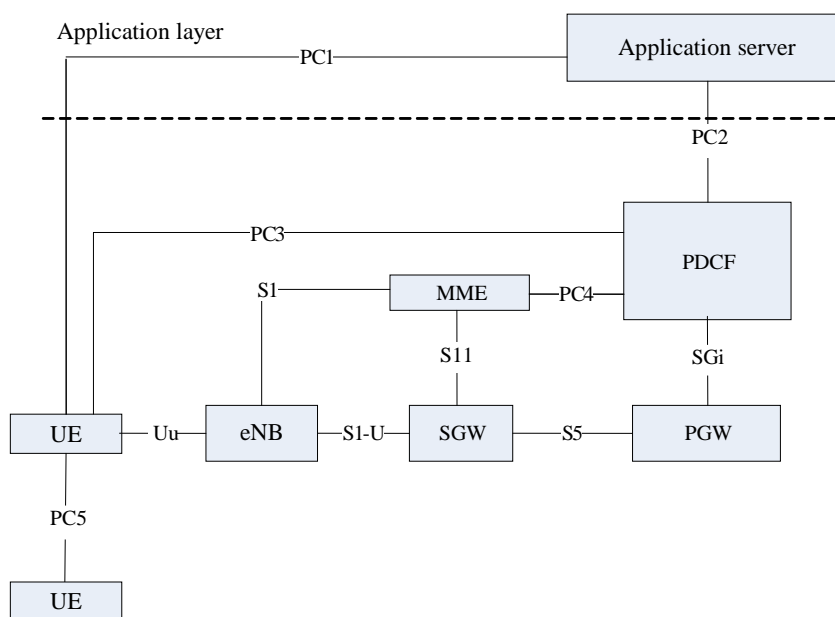 Application layer
Application server
PC1
PC2
PC3
PDCF
S1
MME
PC4
S11
SGi
UE
Uu
eNB
S1-U
SGW
S5
PGW
PC5
UE